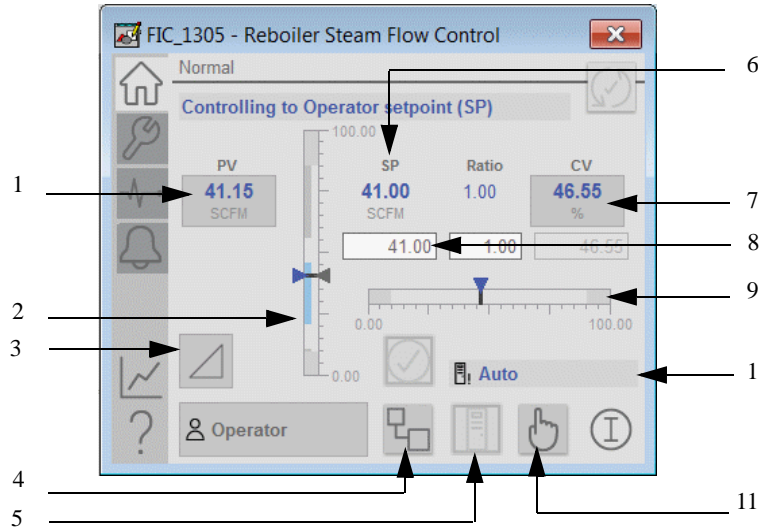 FIC_1305 - Reboiler Steam Flow Control
Normal
6
Controlling to Operator setpoint (SP)
100.00
PV
SP
Ratio
CV
1
41.15
SCFM
41.00
SCFM
1.00
46.55
%
7
41.00
1.00
46.55
8
9
2
0.00
100.00
3
0.00
Auto
1
Operator
4
5
11